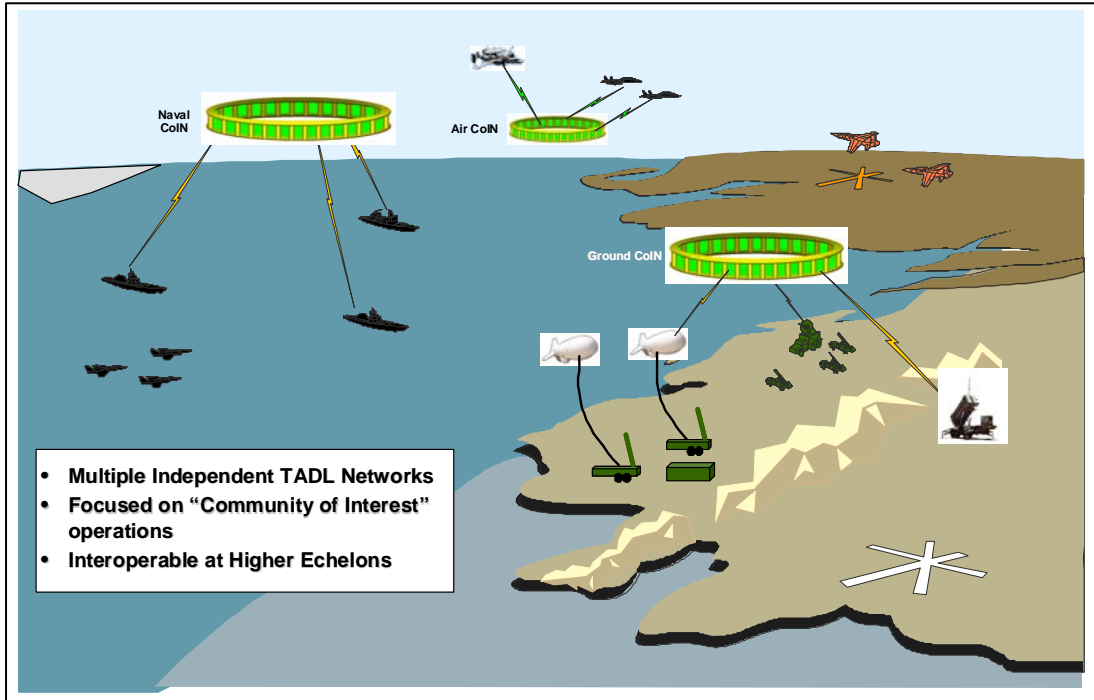 Naval
CoIN
Air CoIN
Ground CoIN
• Multiple Independent TADL Networks
• Focused on “Community of Interest”
operations
• Interoperable at Higher Echelons